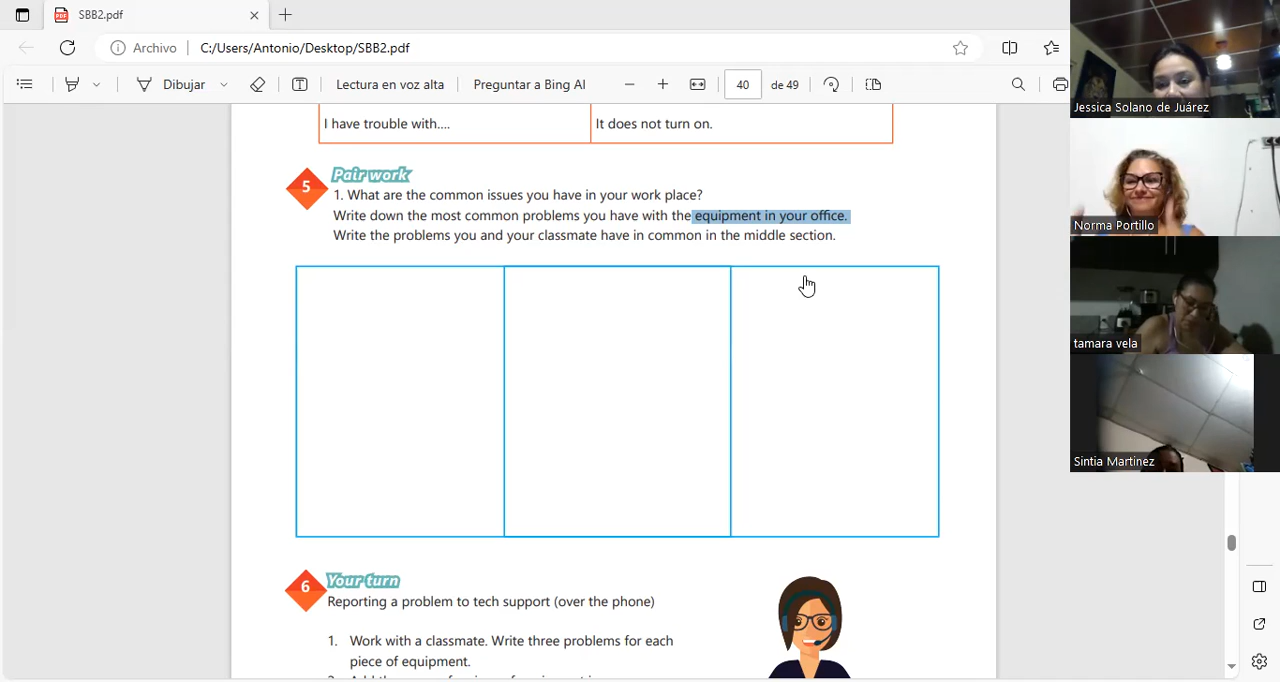 SBB2.pdf
Archivo
C:/Users/Antonio/Desktop/SBB2.pdf
Dibujar
Lectura en voz alta
Preguntar a Bing AI
40
de 49
I have trouble with....
It does not turn on.
5
Pair work
1. What are the common issues you have in your work place?
Write down the most common problems you have with the equipment in your office.
Write the problems you and your classmate have in common in the middle section.
6
Your turn
Reporting a problem to tech support (over the phone)
1. Work with a classmate. Write three problems for each
piece of equipment.
Jessica Solano de Juárez
Norma Portillo
tamara vela
Sintia Martinez